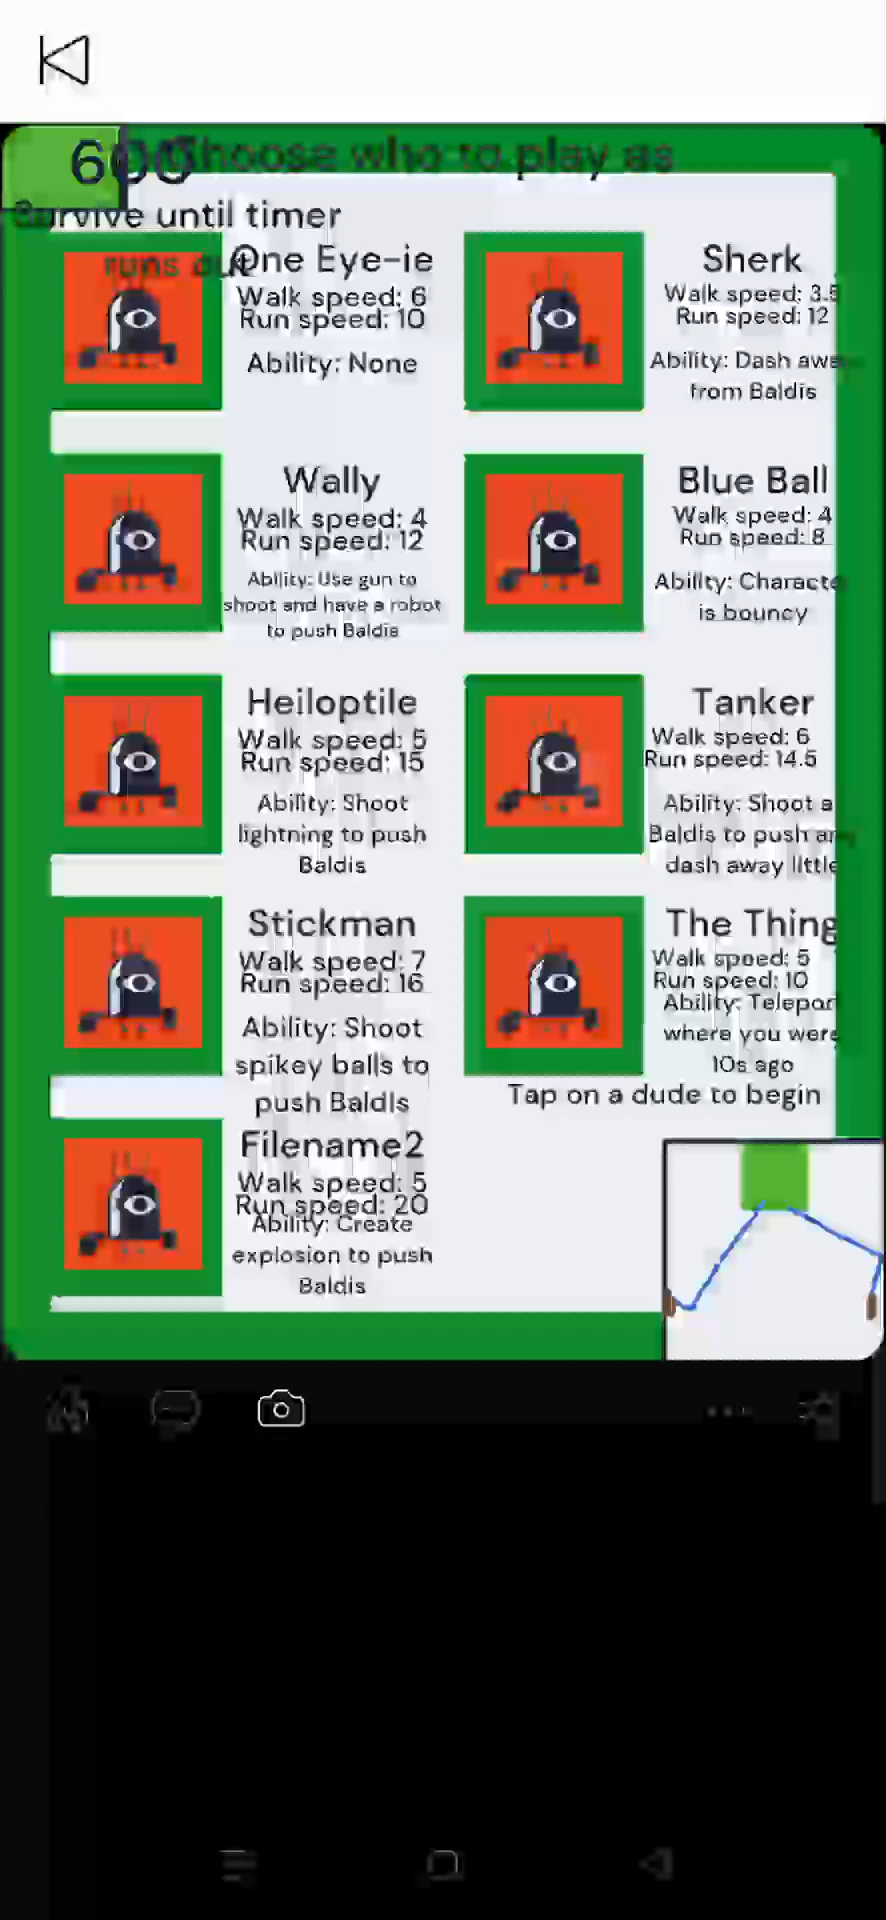 600
Choose who to play as
Survive until timer
runs out
One Eye-ie
Walk speed: 6
Run speed: 10
Ability: None
Sherk
Walk speed: 3.5
Run speed: 12
Ability: Dash awa
from Baldis
Wally
Walk speed: 4
Run speed: 12
Ability: Use gun to
shoot and have a robot
to push Baldis
Blue Ball
Walk speed: 4
Run speed: 8
Ability: Characte
is bouncy
Heiloptile
Walk speed: 5
Run speed: 15
Ability: Shoot
lightning to push
Baldis
Tanker
Walk speed: 6
Run speed: 14.5
Ability: Shoot a
Baldis to push an
dash away little
Stickman
Walk speed: 7
Run speed: 16
Ability: Shoot
spikey balls to
push Baldis
The Thing
Walk speed: 5
Run speed: 10
Ability: Telepor
where you were
10s ago
Tap on a dude to begin
Filename2
Walk speed: 5
Run speed: 20
Ability: Create
explosion to push
Baldis